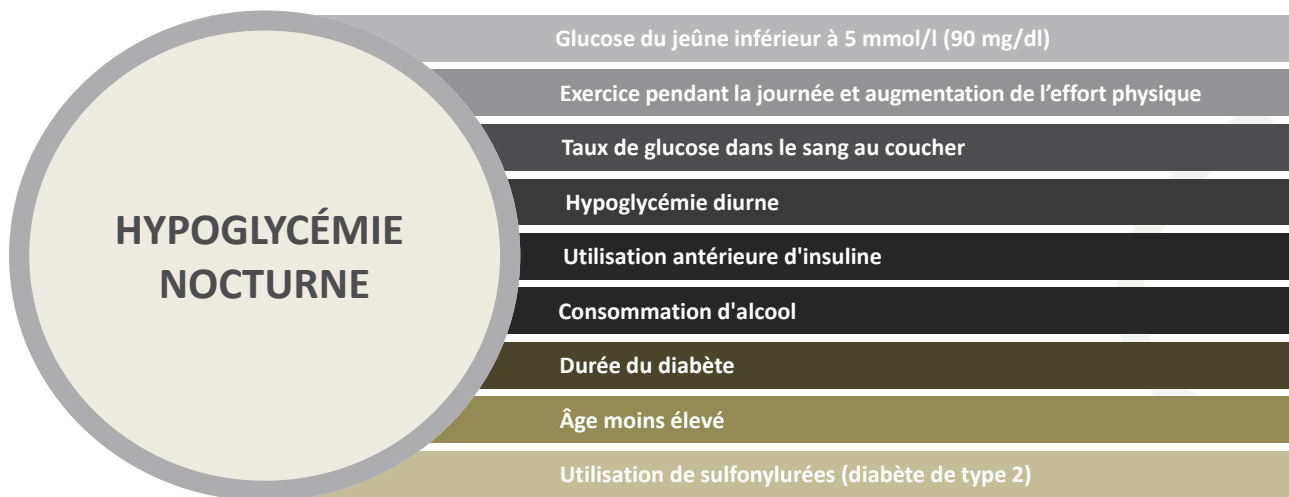 HYPOGLYCÉMIE
NOCTURNE
Glucose du jeûne inférieur à 5 mmol/l (90 mg/dl)
Exercice pendant la journée et augmentation de l’effort physique
Taux de glucose dans le sang au coucher
Hypoglycémie diurne
Utilisation antérieure d'insuline
Consommation d'alcool
Durée du diabète
Âge moins élevé
Utilisation de sulfonylurées (diabète de type 2)